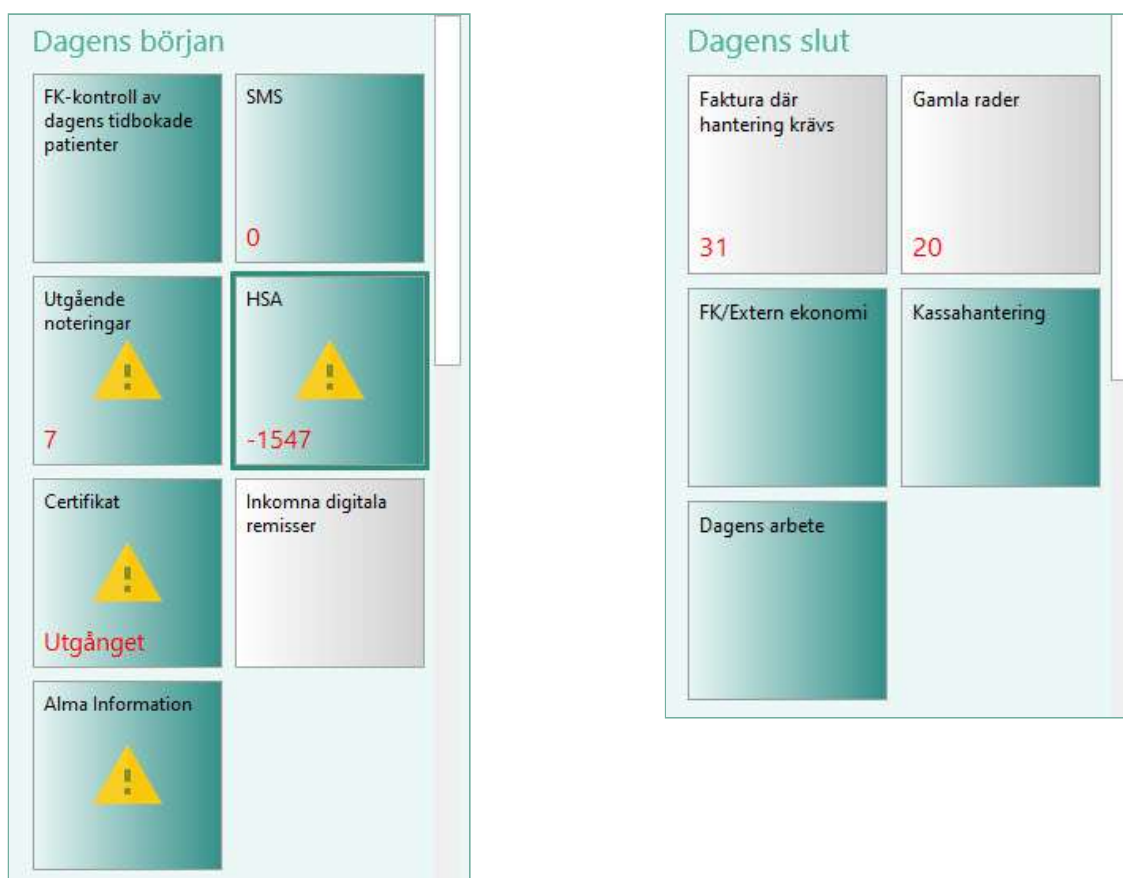 Dagens början
FK-kontroll av
dagens tidbokade
patienter
SMS
0
Utgående
noteringar
7
HSA
-1547
Certifikat
Utgånget
Inkomna digitala
remisser
Alma Information
Dagens slut
Faktura där
hantering krävs
31
Gamla rader
20
FK/Extern ekonomi
Kassahantering
Dagens arbete